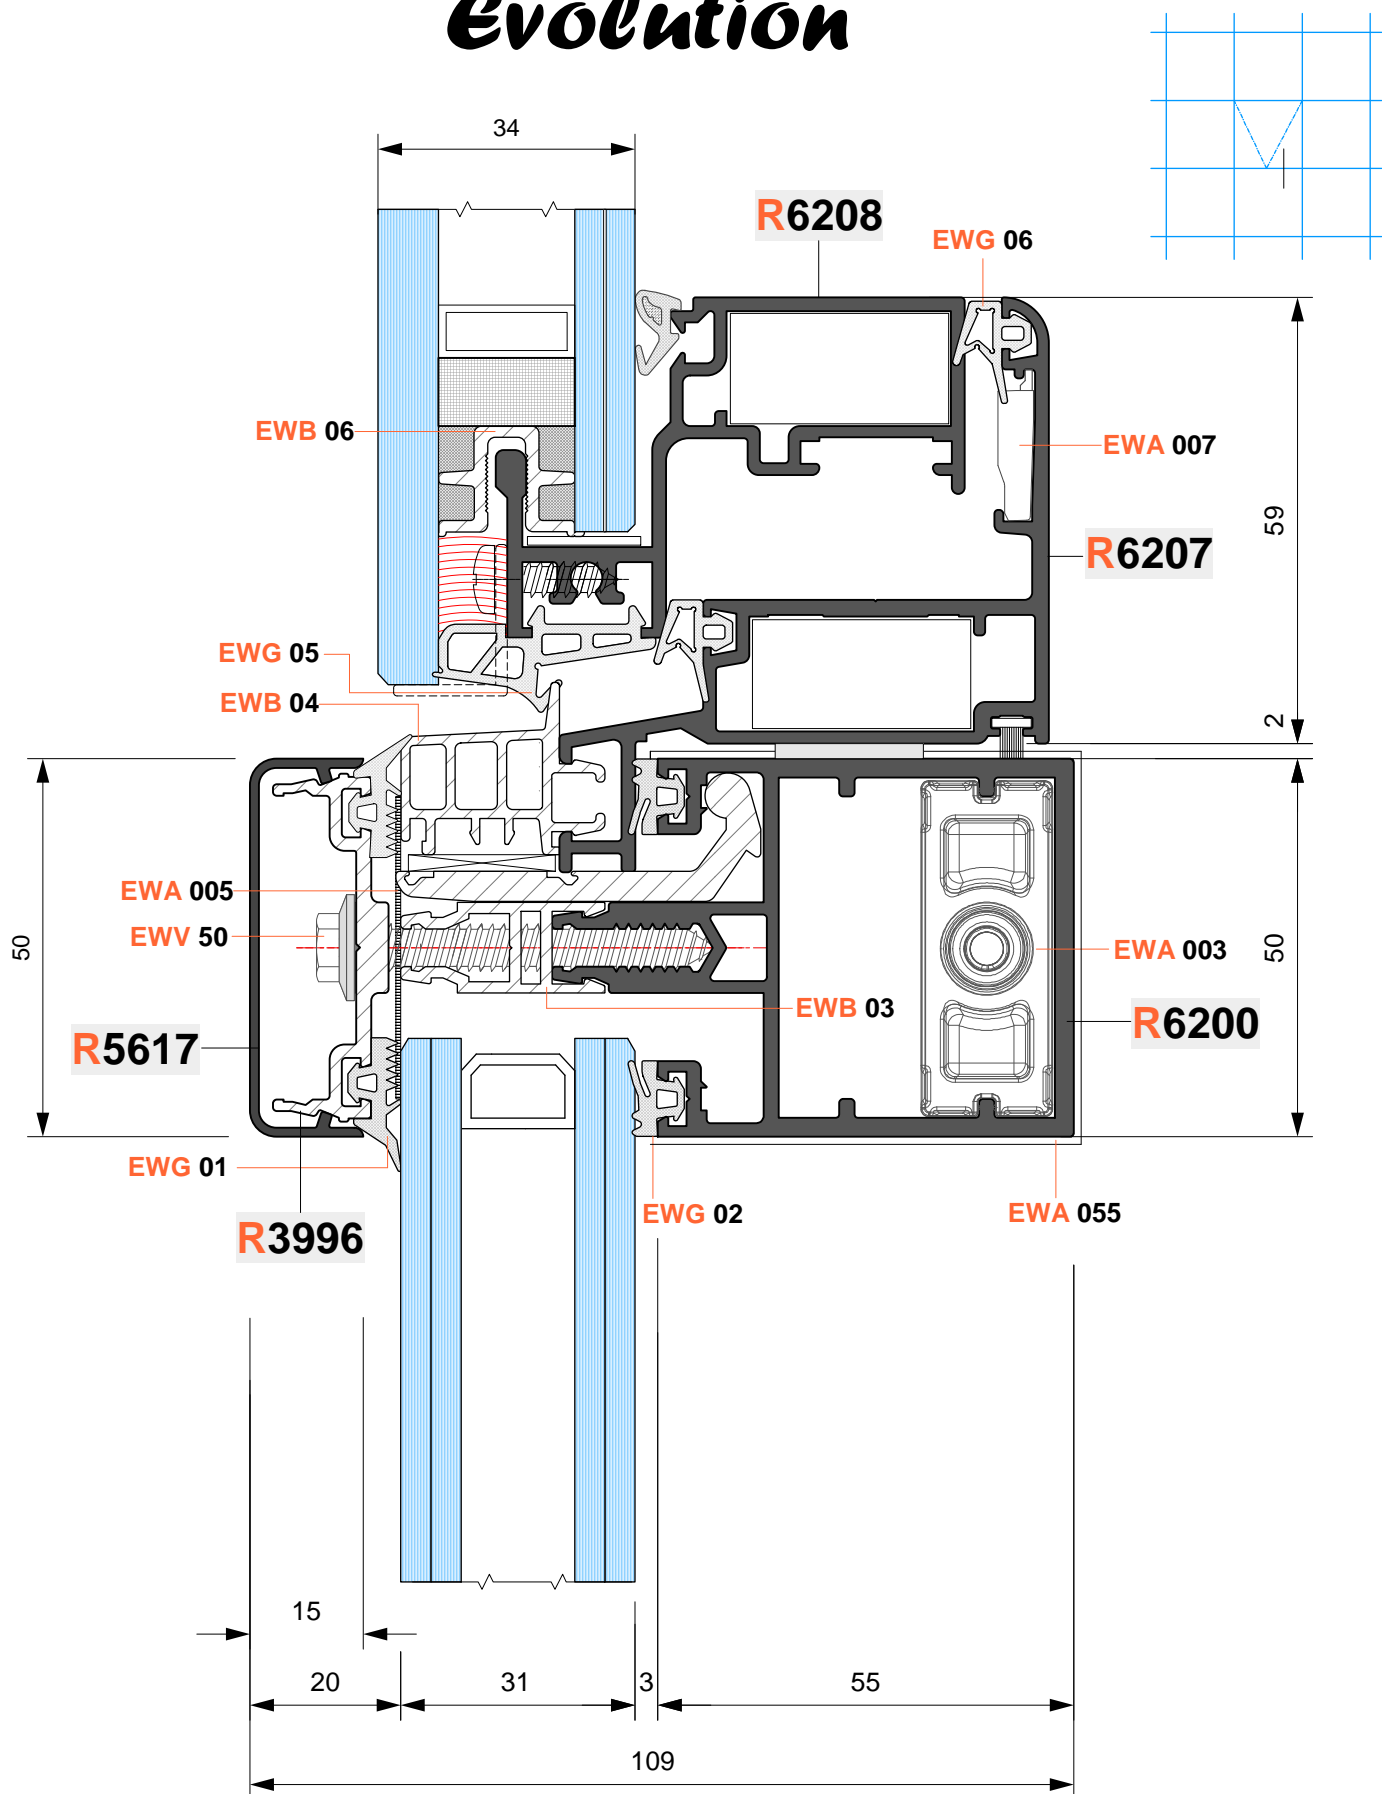 Evolution
34
R6208
EWG 06
EWB 06
EWA 007
59
R6207
EWG 05
EWB 04
2
EWA 005
EWV 50
50
50
EWA 003
EWB 03
R6200
R5617
EWG 01
EWG 02
EWA 055
R3996
15
20
31
3
55
109